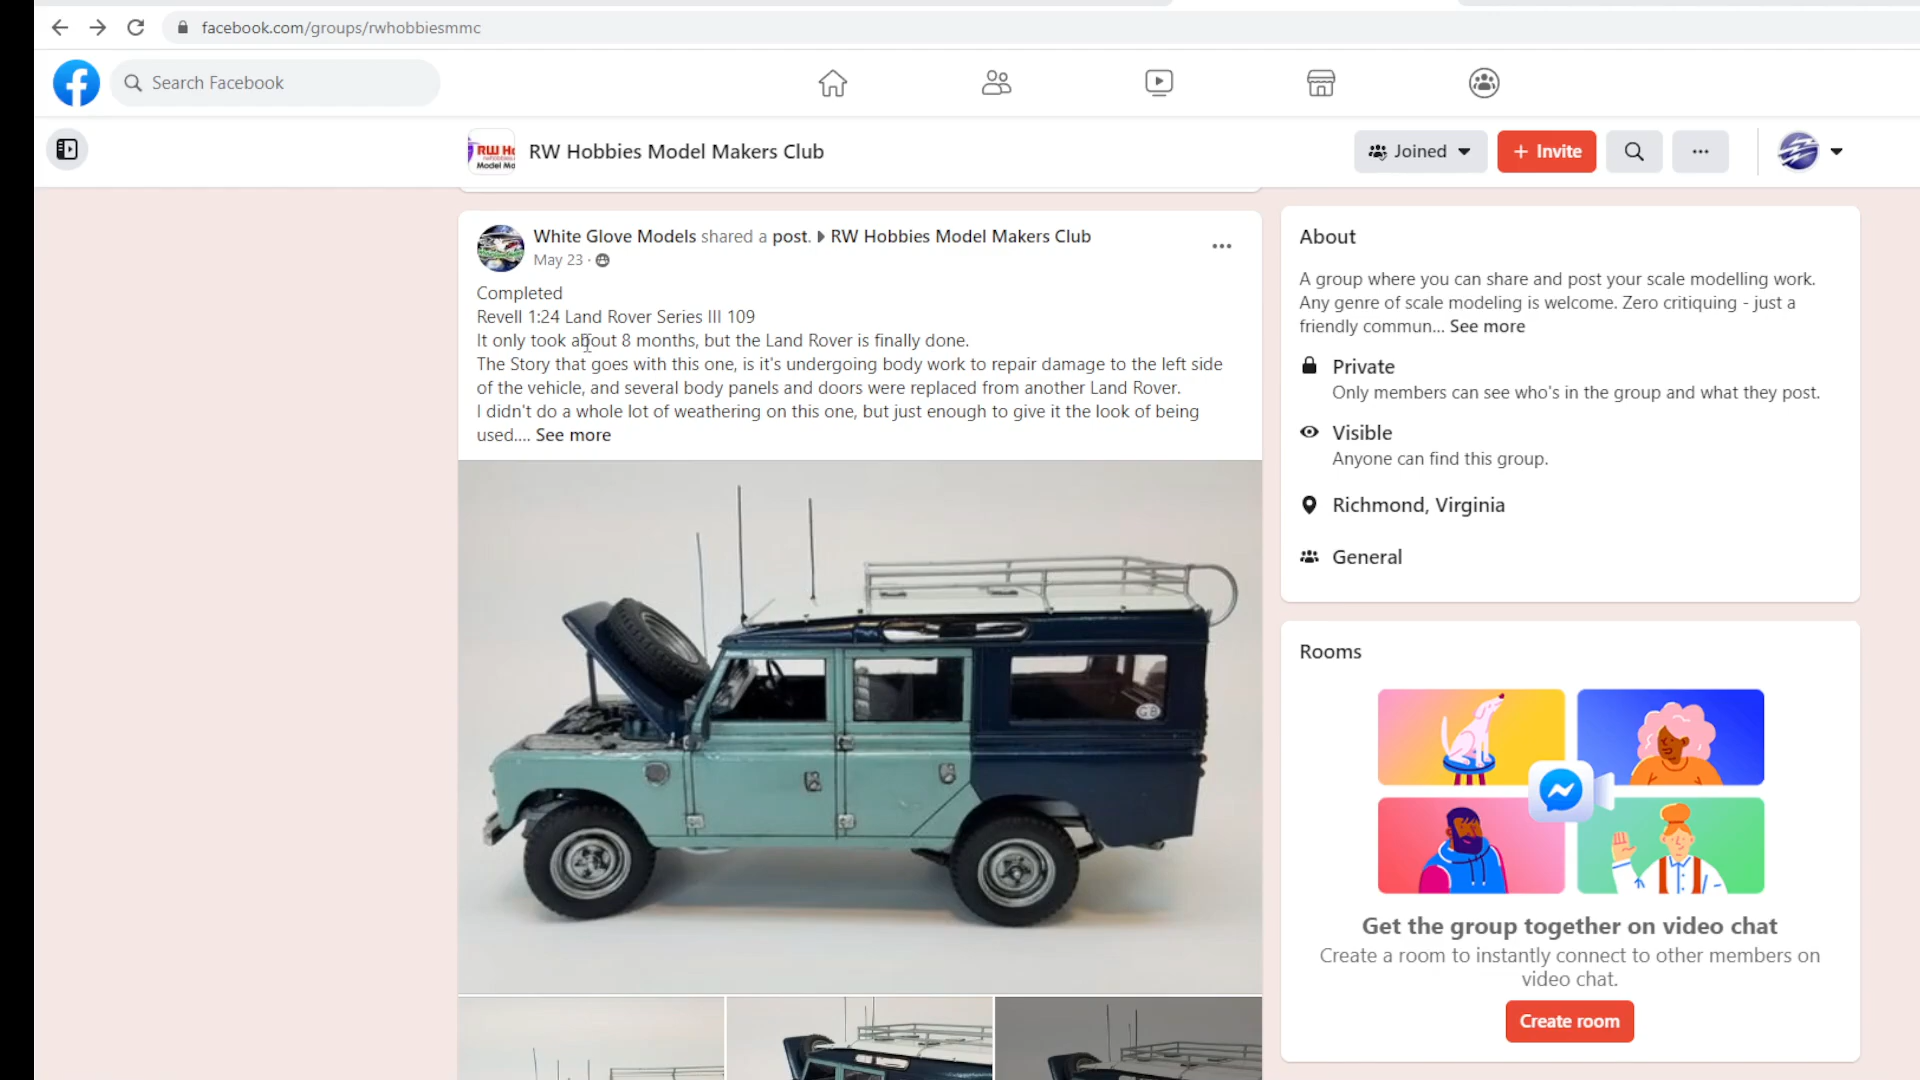 facebook.com/groups/rwhobbiesmmc
Search Facebook
RW Hobbies Model Makers Club
Joined
+ Invite
White Glove Models shared a post. RW Hobbies Model Makers Club
May 23 ·
Completed
Revell 1:24 Land Rover Series III 109
It only took about 8 months, but the Land Rover is finally done.
The Story that goes with this one, is it's undergoing body work to repair damage to the left side
of the vehicle, and several body panels and doors were replaced from another Land Rover.
I didn't do a whole lot of weathering on this one, but just enough to give it the look of being
used.... See more
GB
About
A group where you can share and post your scale modelling work.
Any genre of scale modeling is welcome. Zero critiquing - just a
friendly commun... See more
Private
Only members can see who's in the group and what they post.
Visible
Anyone can find this group.
Richmond, Virginia
General
Rooms
Get the group together on video chat
Create a room to instantly connect to other members on
video chat.
Create room